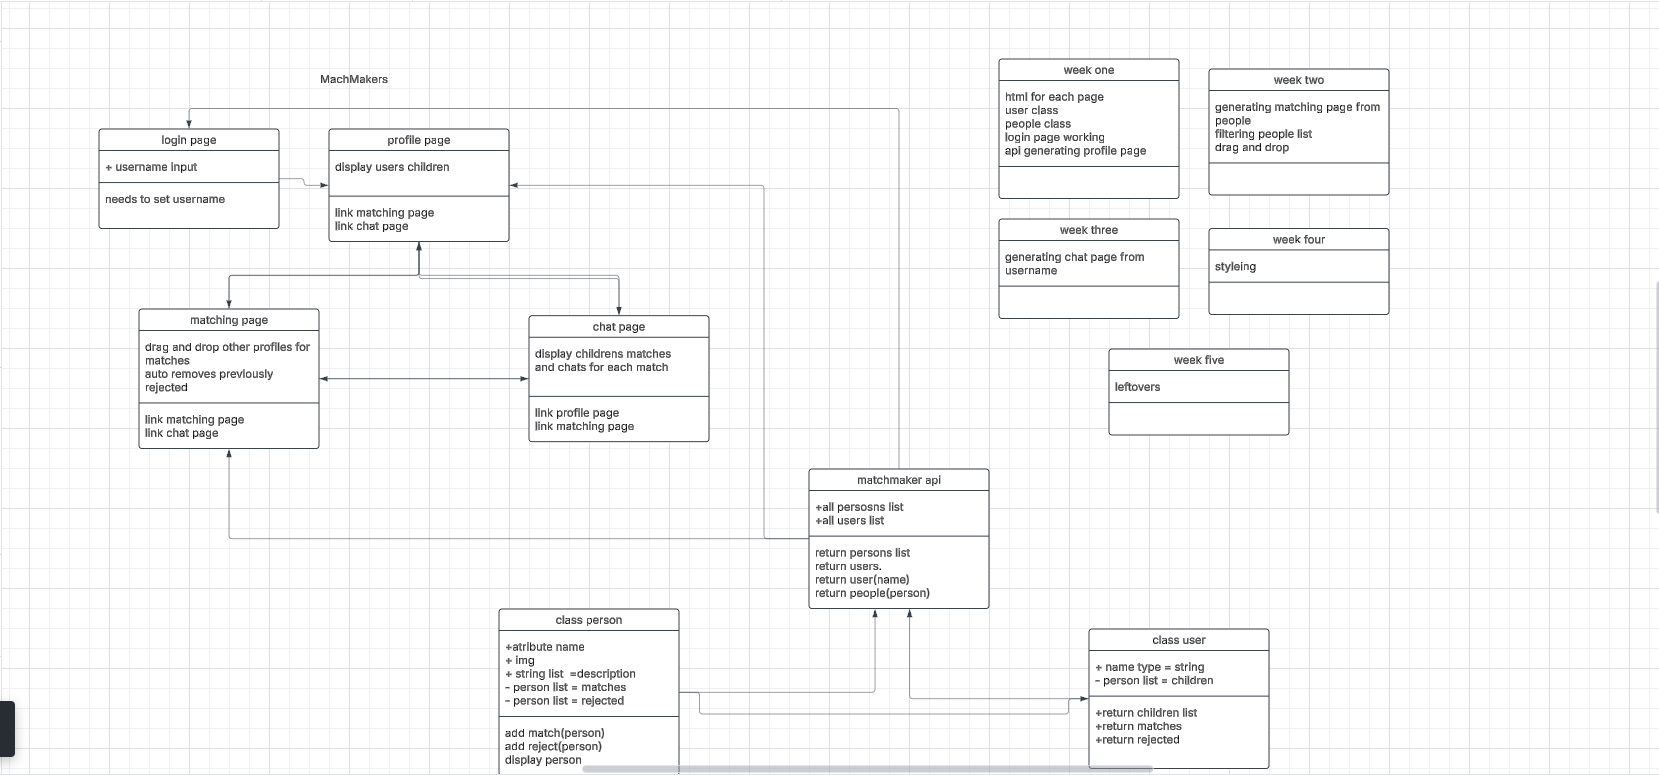 MachMakers
login page
+ username input
needs to set username
profile page
display users children
link matching page
link chat page
matching page
drag and drop other profiles for
matches
auto removes previously
rejected
link matching page
link chat page
chat page
display childrens matches
and chats for each match
link profile page
link matching page
week one
html for each page
user class
people class
login page working
api generating profile page
week two
generating matching page from
people
filtering people list
drag and drop
week three
generating chat page from
username
week four
styleing
week five
leftovers
matchmaker api
+all persosns list
+all users list
return persons list
return users.
return user(name)
return people(person)
class person
+atribute name
+ img
+ string list =description
- person list = matches
- person list = rejected
add match(person)
add reject(person)
display person
class user
+ name type = string
- person list = children
+return children list
+return matches
+return rejected